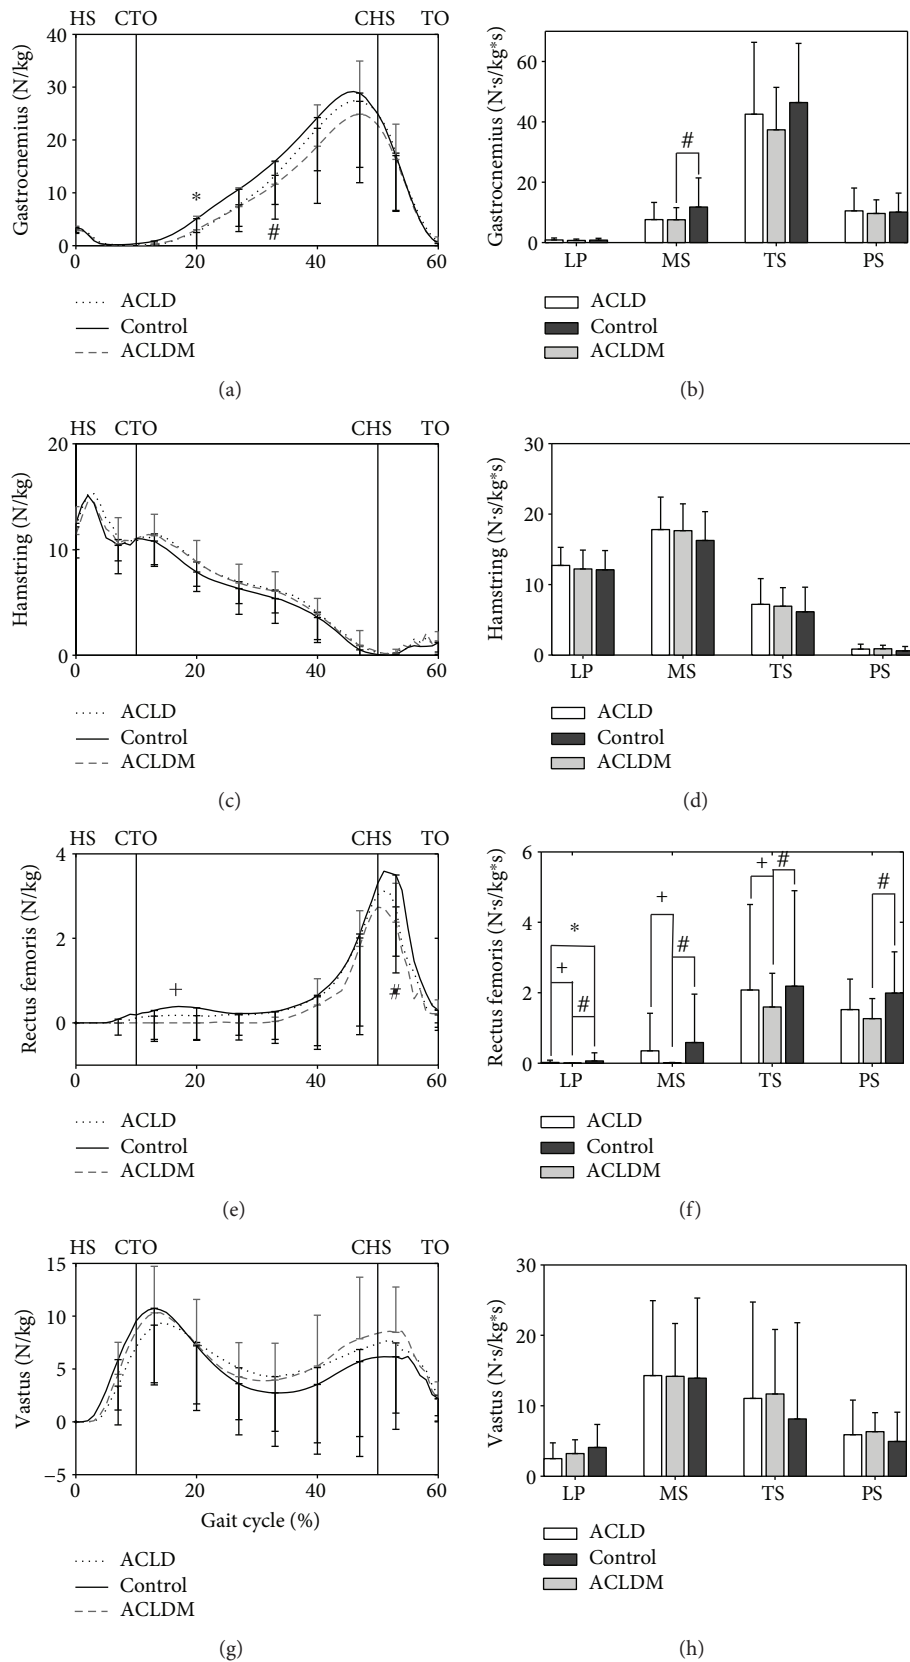 HS CTO CHS TO
Gastrocnemius (N/kg)
40
30
20
10
0
*
#
0 20 40 60
ACLD
Control
ACLDM
(a)
Gastrocnemius (N·s/kg*s)
60
40
20
0
#
LP MS TS PS
ACLD
Control
ACLDM
(b)
HS CTO CHS TO
Hamstring (N/kg)
20
10
0
0 20 40 60
ACLD
Control
ACLDM
(c)
Hamstring (N·s/kg*s)
30
20
10
0
LP MS TS PS
ACLD
Control
ACLDM
(d)
HS CTO CHS TO
Rectus femoris (N/kg)
4
2
0
+
#
0 20 40 60
ACLD
Control
ACLDM
(e)
Rectus femoris (N·s/kg*s)
6
4
2
0
* + #
+ #
+ #
#
LP MS TS PS
ACLD
Control
ACLDM
(f)
HS CTO CHS TO
Vastus (N/kg)
15
10
5
0
−5
0 20 40 60
Gait cycle (%)
ACLD
Control
ACLDM
(g)
Vastus (N·s/kg*s)
30
20
10
0
LP MS TS PS
ACLD
Control
ACLDM
(h)